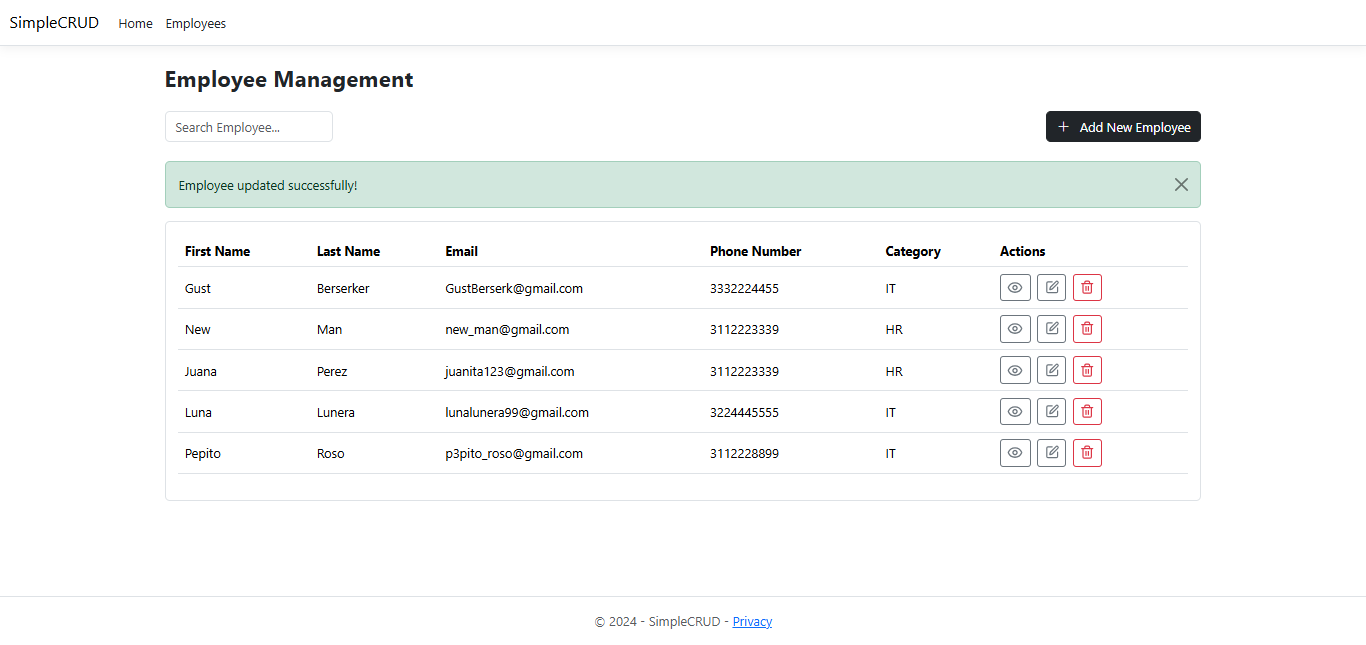 SimpleCRUD Home Employees
Employee Management
Search Employee... Add New Employee
Employee updated successfully!
First Name Last Name Email Phone Number Category Actions
Gust Berserker GustBerserk@gmail.com 3332224455 IT
New Man new_man@gmail.com 3112223339 HR
Juana Perez juanita123@gmail.com 3112223339 HR
Luna Lunera lunalunera99@gmail.com 3224445555 IT
Pepito Roso p3pito_roso@gmail.com 3112228899 IT
© 2024 - SimpleCRUD - Privacy